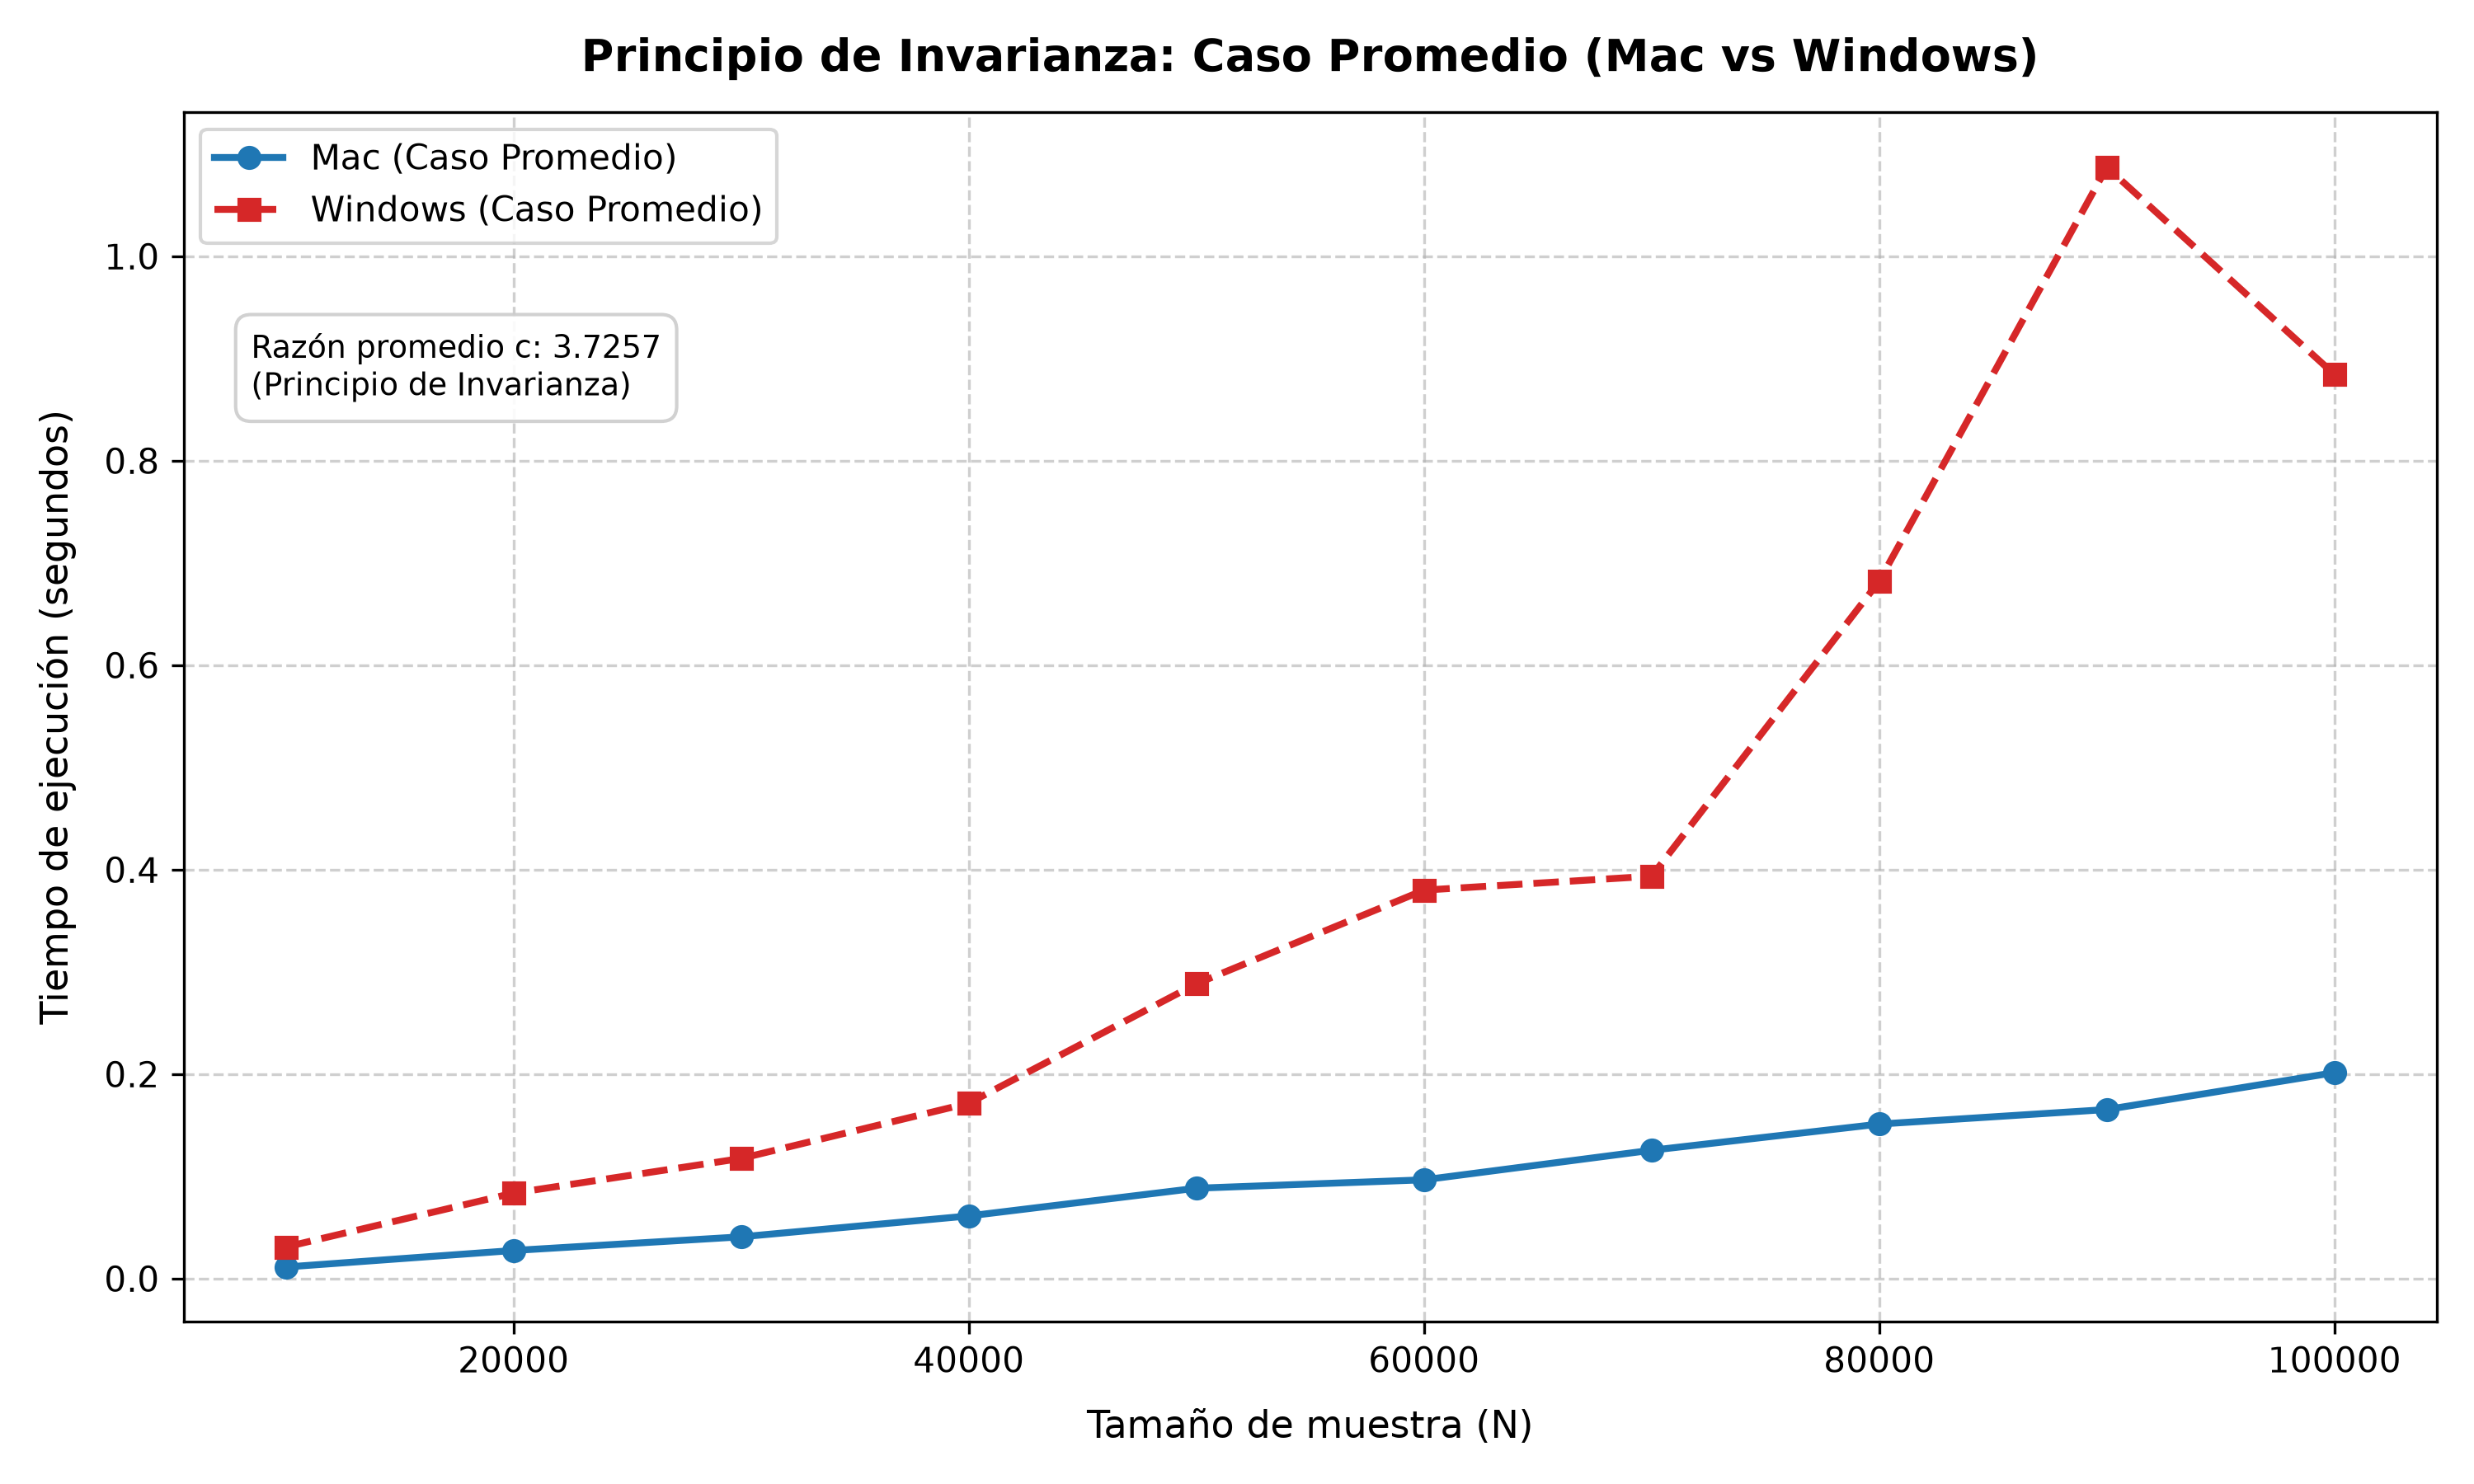 Principio de Invarianza: Caso Promedio (Mac vs Windows)
Mac (Caso Promedio)
Windows (Caso Promedio)
Razón promedio c: 3.7257
(Principio de Invarianza)
Tiempo de ejecución (segundos)
1.0
0.8
0.6
0.4
0.2
0.0
20000
40000
60000
80000
100000
Tamaño de muestra (N)